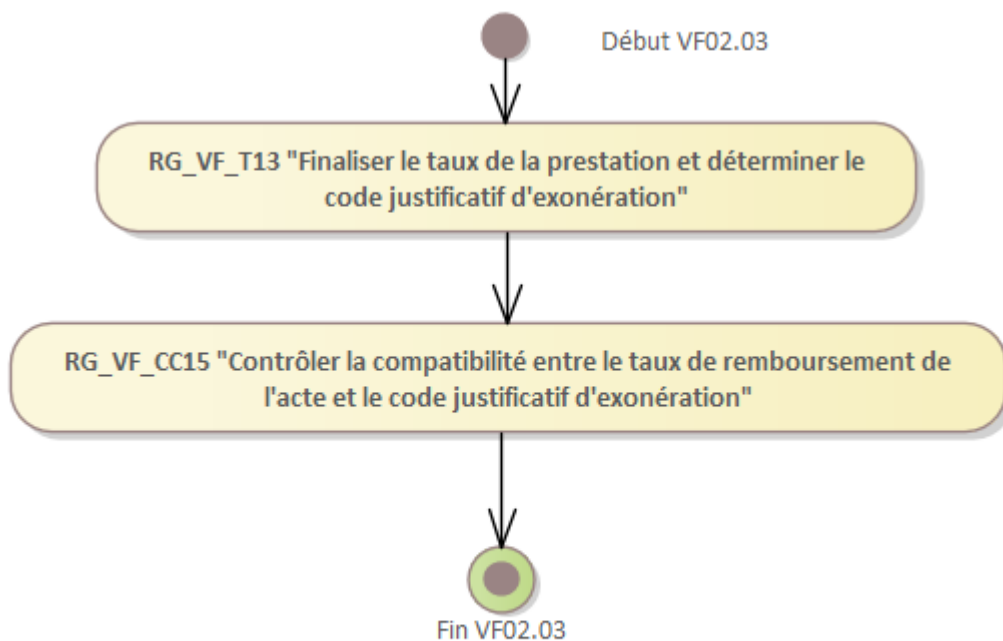 Début VF02.03
RG_VF_T13 "Finaliser le taux de la prestation et déterminer le
code justificatif d'exonération"
RG_VF_CC15 "Contrôler la compatibilité entre le taux de remboursement de
l'acte et le code justificatif d'exonération"
Fin VF02.03